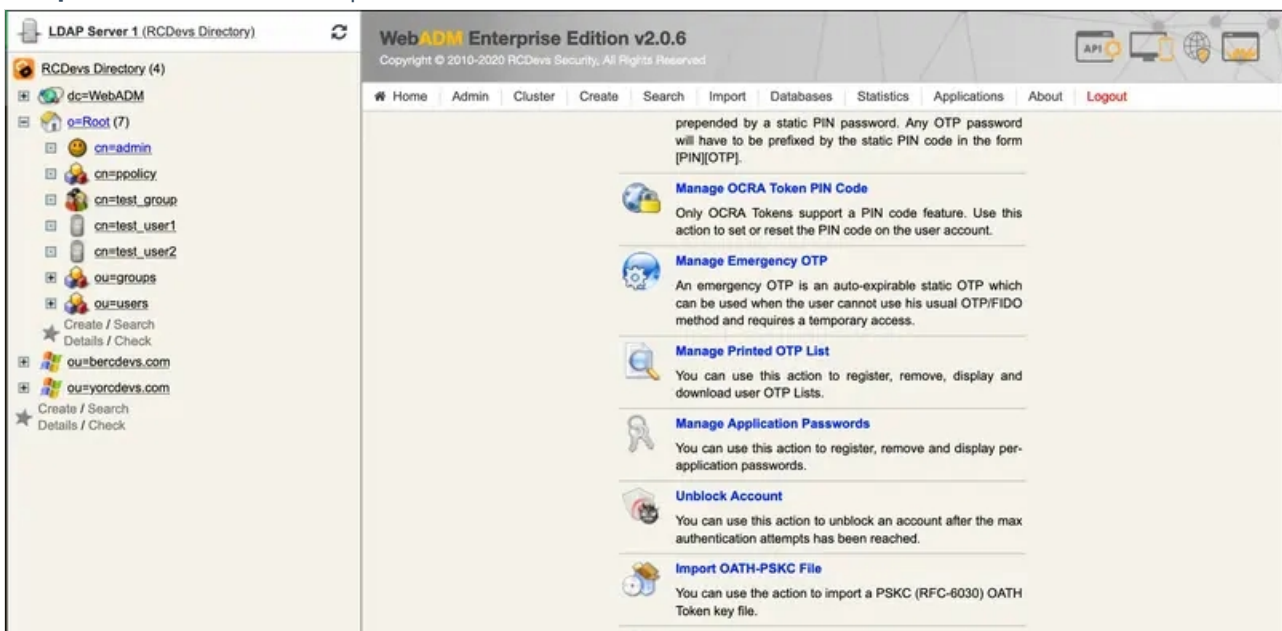 LDAP Server 1 (RCDevs Directory)
RCDevs Directory (4)
dc=WebADM
o=Root (7)
cn=admin
cn=ppolicy
cn=test_group
cn=test_user1
cn=test_user2
ou=groups
ou=users
Create / Search
Details / Check
ou=bercdevs.com
ou=yorcdevs.com
Create / Search
Details / Check
WebADM Enterprise Edition v2.0.6
Copyright © 2010-2020 RCDevs Security, All Rights Reserved
API
Home Admin Cluster Create Search Import Databases Statistics Applications About Logout
prepended by a static PIN password. Any OTP password
will have to be prefixed by the static PIN code in the form
[PIN][OTP].
Manage OCRA Token PIN Code
Only OCRA Tokens support a PIN code feature. Use this
action to set or reset the PIN code on the user account.
Manage Emergency OTP
An emergency OTP is an auto-expirable static OTP which
can be used when the user cannot use his usual OTP/FIDO
method and requires a temporary access.
Manage Printed OTP List
You can use this action to register, remove, display and
download user OTP Lists.
Manage Application Passwords
You can use this action to register, remove and display per-
application passwords.
Unblock Account
You can use this action to unblock an account after the max
authentication attempts has been reached.
Import OATH-PSKC File
You can use the action to import a PSKC (RFC-6030) OATH
Token key file.